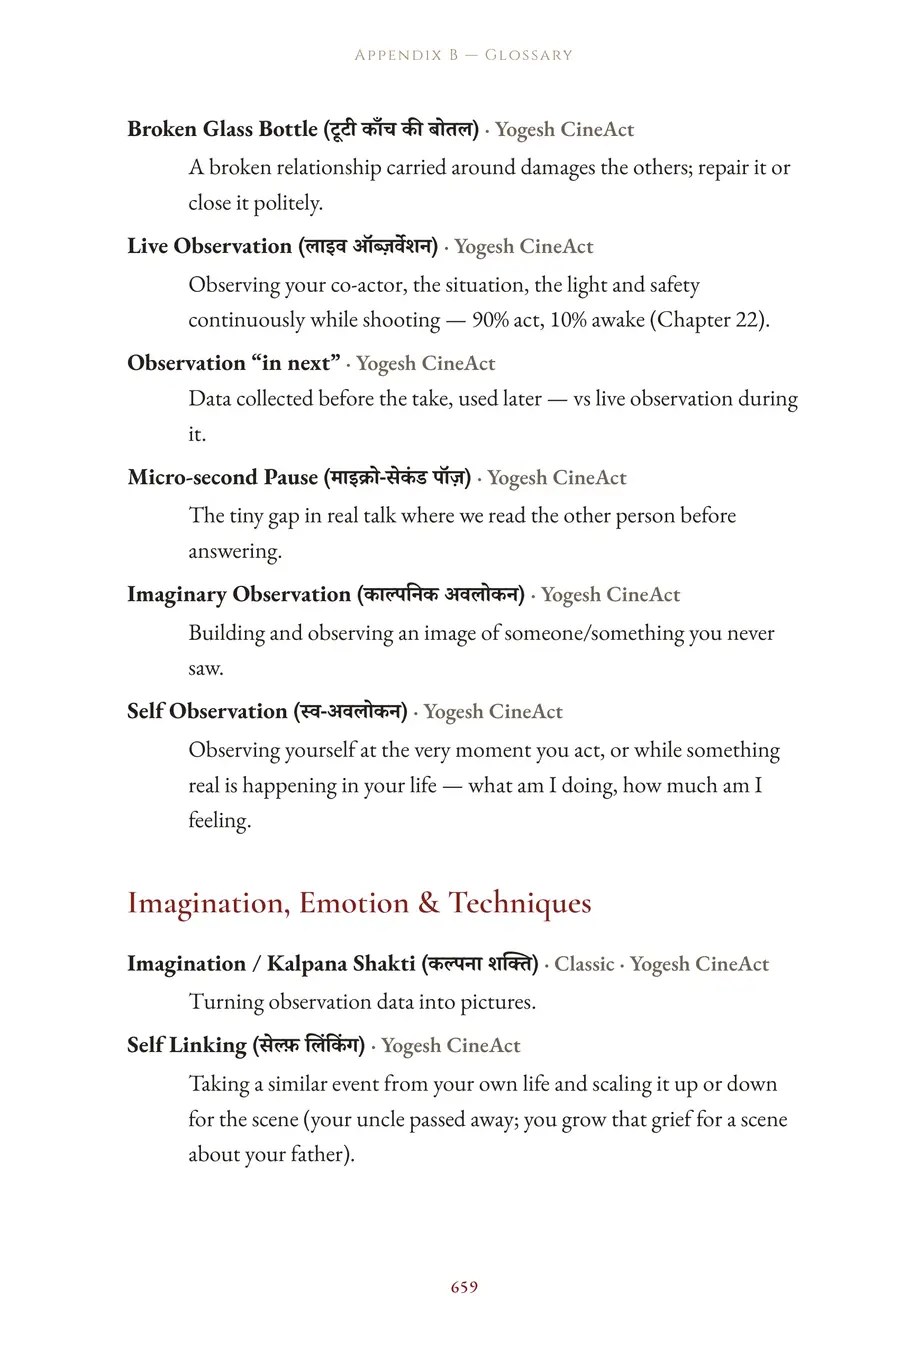 Appendix B — Glossary
Broken Glass Bottle (टूटी काँच की बोतल) · Yogesh CineAct
A broken relationship carried around damages the others; repair it or
close it politely.
Live Observation (लाइव ऑब्ज़र्वेशन) · Yogesh CineAct
Observing your co-actor, the situation, the light and safety
continuously while shooting — 90% act, 10% awake (Chapter 22).
Observation “in next” · Yogesh CineAct
Data collected before the take, used later — vs live observation during
it.
Micro-second Pause (माइक्रो-सेकंड पॉज़) · Yogesh CineAct
The tiny gap in real talk where we read the other person before
answering.
Imaginary Observation (काल्पनिक अवलोकन) · Yogesh CineAct
Building and observing an image of someone/something you never
saw.
Self Observation (स्व-अवलोकन) · Yogesh CineAct
Observing yourself at the very moment you act, or while something
real is happening in your life — what am I doing, how much am I
feeling.
Imagination, Emotion & Techniques
Imagination / Kalpana Shakti (कल्पना शक्ति) · Classic · Yogesh CineAct
Turning observation data into pictures.
Self Linking (सेल्फ़ लिंकिंग) · Yogesh CineAct
Taking a similar event from your own life and scaling it up or down
for the scene (your uncle passed away; you grow that grief for a scene
about your father).
659